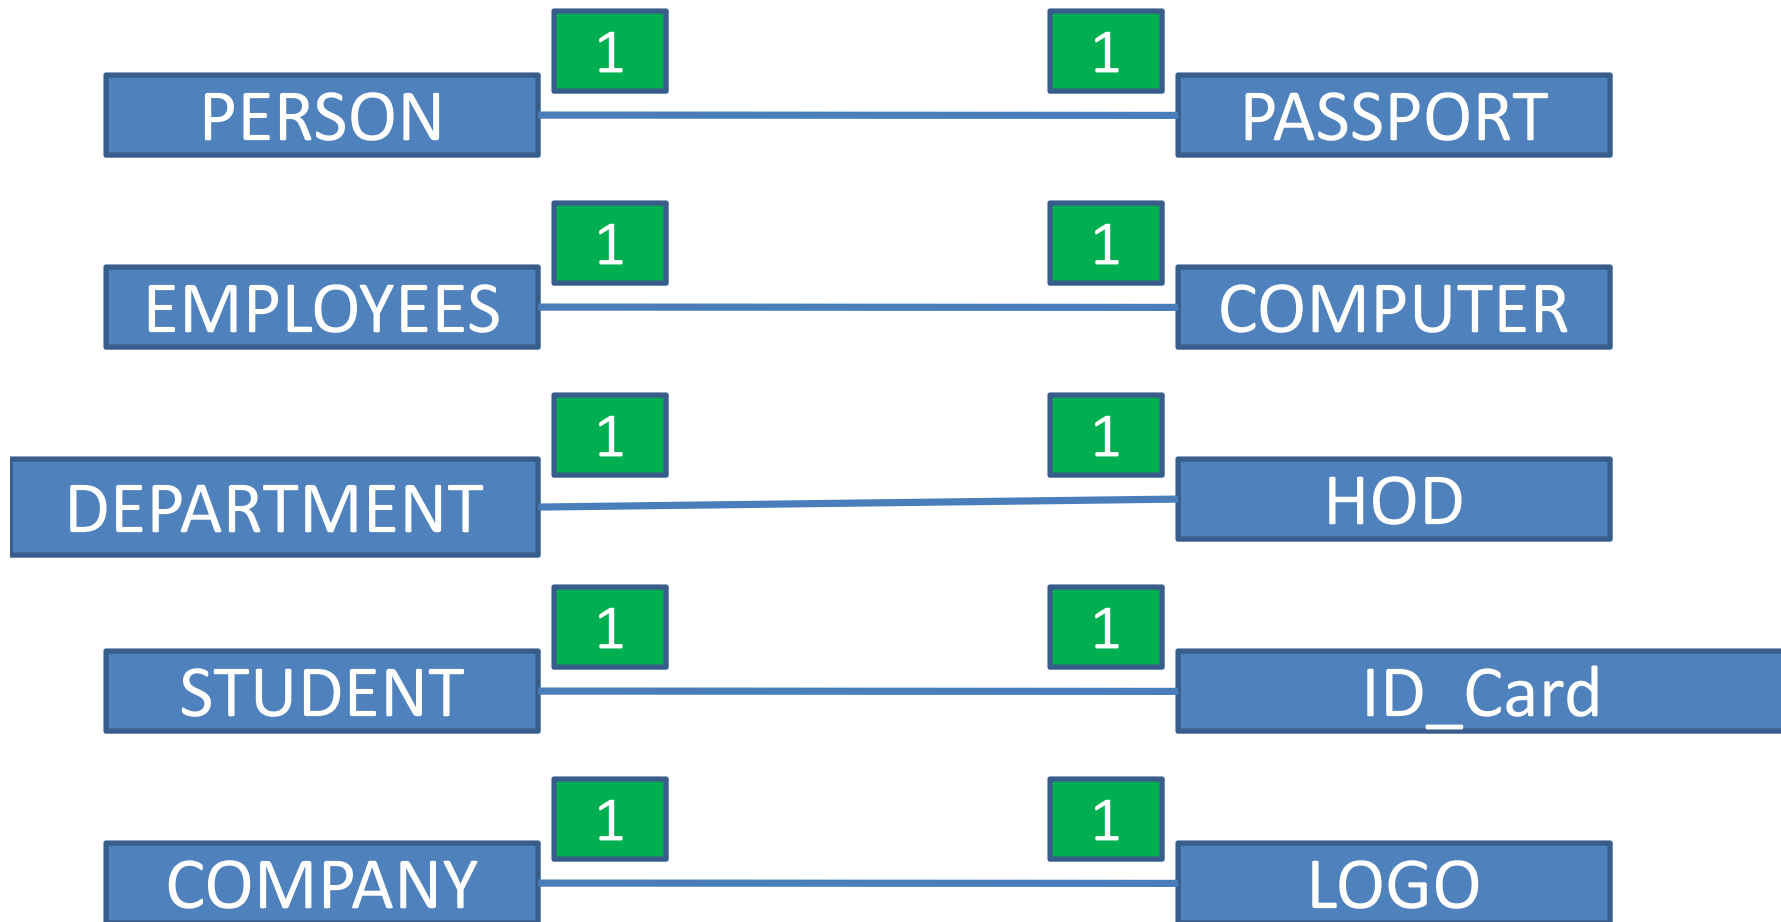 1 1
PERSON PASSPORT
1 1
EMPLOYEES COMPUTER
1 1
DEPARTMENT HOD
1 1
STUDENT ID_Card
1 1
COMPANY LOGO